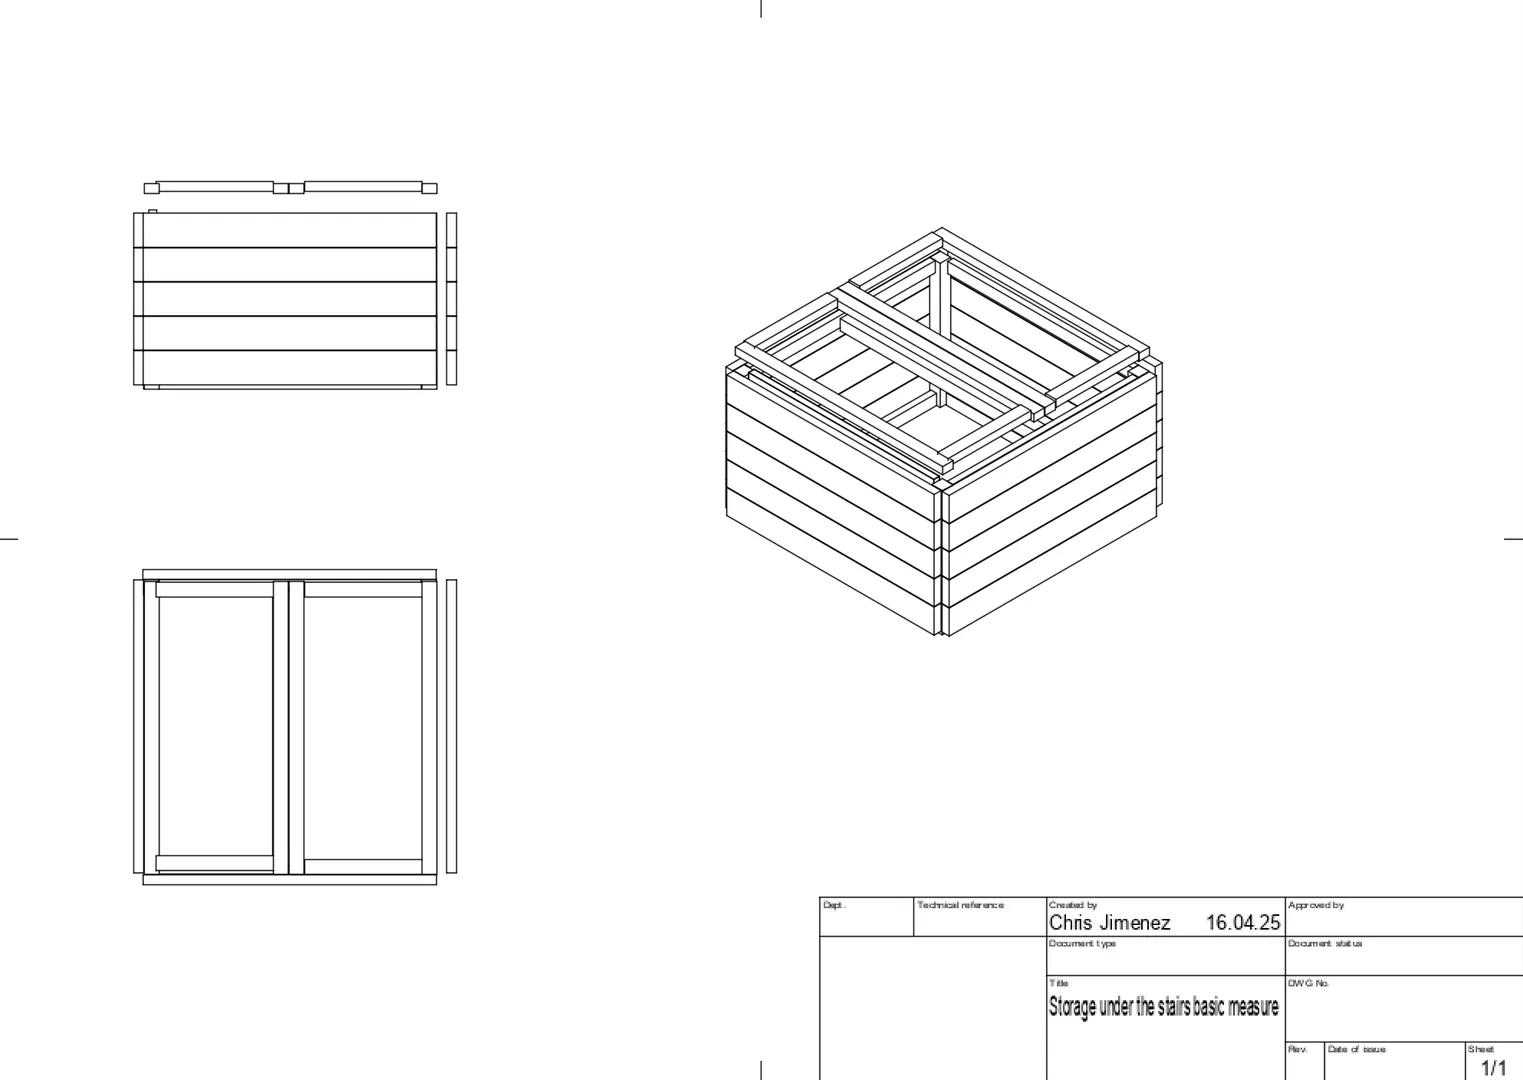 Dept. Technical reference Created by Approved by
Chris Jimenez 16.04.25
Document type Document status
Title DWG No.
Storage under the stairs basic measure
Rev. Date of issue Sheet
1/1